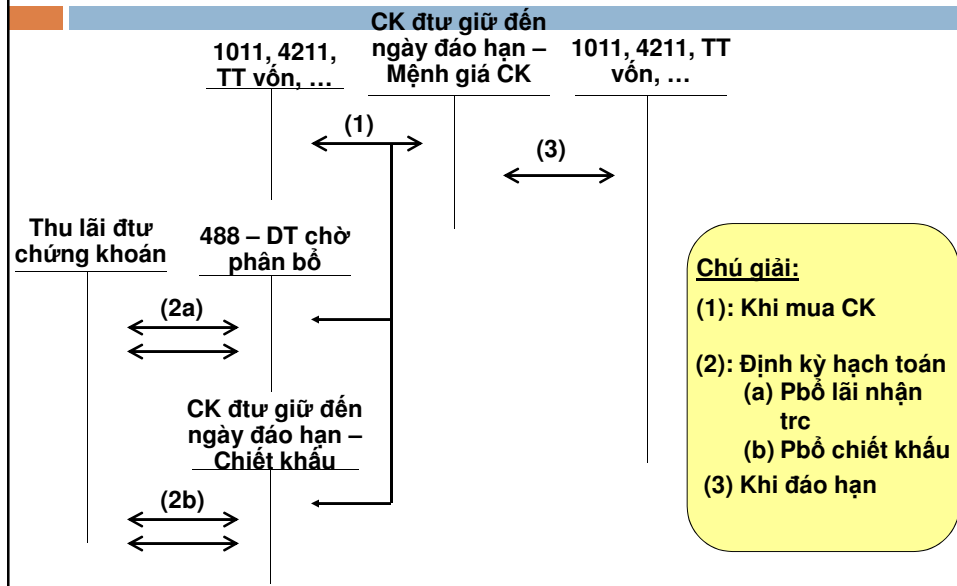 1011, 4211,
TT vốn, …
CK đtư giữ đến
ngày đáo hạn –
Mệnh giá CK
1011, 4211, TT
vốn, …
(1)
(3)
Thu lãi đtư
chứng khoán
488 – DT chờ
phân bổ
(2a)
CK đtư giữ đến
ngày đáo hạn –
Chiết khấu
(2b)
Chú giải:
(1): Khi mua CK
(2): Định kỳ hạch toán
(a) Pbổ lãi nhận
trc
(b) Pbổ chiết khấu
(3) Khi đáo hạn